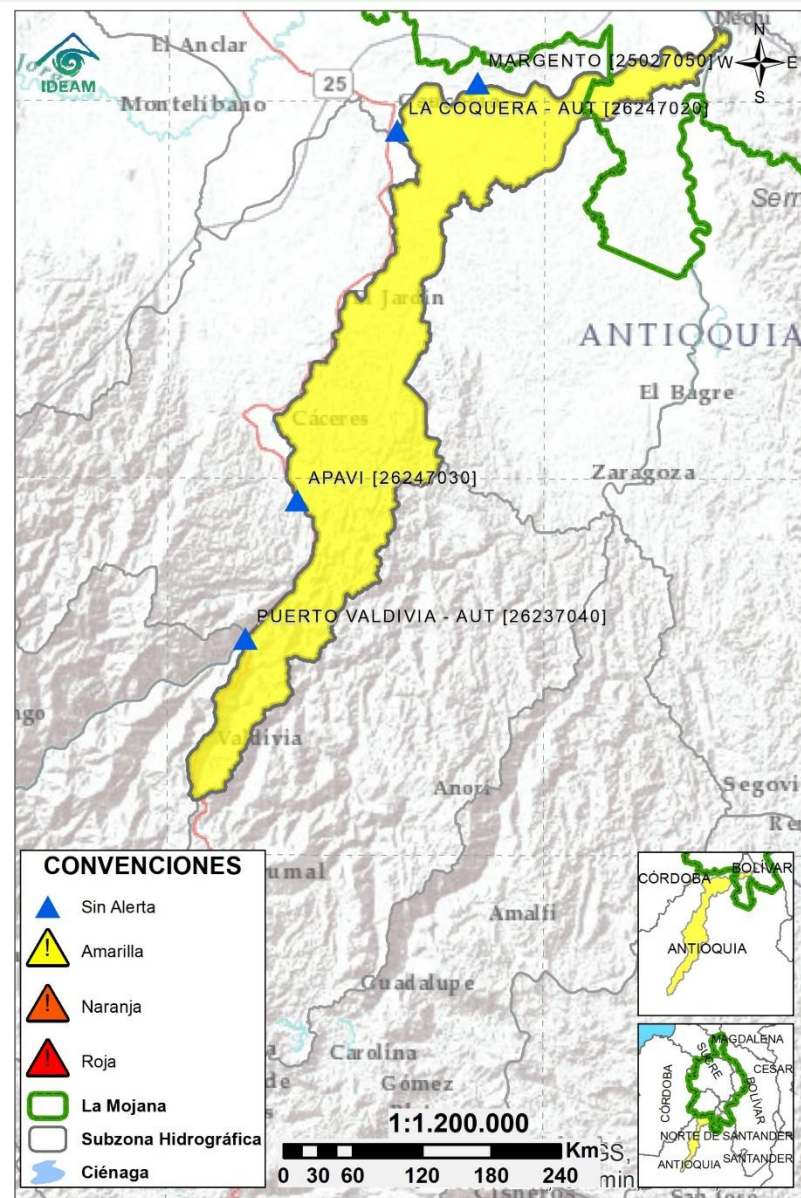 El Anclar
Nechí
N
MARGENTO [25027050]
W
E
S
IDEAM
25
Montelíbano
LA COQUERA - AUT [26247020]
El Jardín
ANTIOQUIA
El Bagre
Cáceres
Zaragoza
APAVI [26247030]
PUERTO VALDIVIA - AUT [26237040]
Valdivia
Anorí
Amalfi
Guadalupe
Carolina
Gómez
CONVENCIONES
Sin Alerta
Amarilla
Naranja
Roja
La Mojana
Subzona Hidrográfica
Ciénaga
1:1.200.000
Km
0 30 60 120 180 240
CÓRDOBA
BOLÍVAR
ANTIOQUIA
MAGDALENA
SUCRE
CESAR
CÓRDOBA
BOLÍVAR
NORTE DE SANTANDER
SANTANDER
ANTIOQUIA